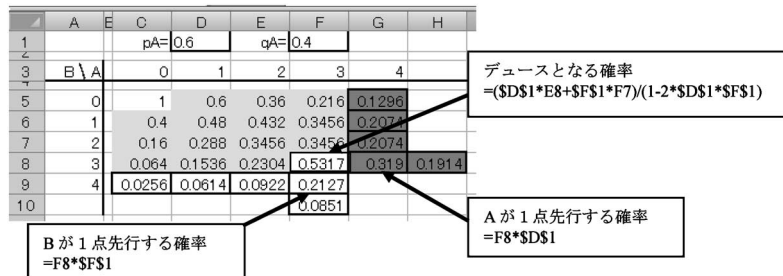 A E C D E F G H
1 pA= 0.6 qA= 0.4
2
3 B \ A 0 1 2 3 4
4
5 0 1 0.6 0.36 0.216 0.1296
6 1 0.4 0.48 0.432 0.3456 0.2074
7 2 0.16 0.288 0.3456 0.3456 0.2074
8 3 0.064 0.1536 0.2304 0.5317 0.319 0.1914
9 4 0.0256 0.0614 0.0922 0.2127
10 0.0851
デュースとなる確率
=($D$1*E8+$F$1*F7)/(1-2*$D$1*$F$1)
A が 1 点先行する確率
=F8*$D$1
B が 1 点先行する確率
=F8*$F$1